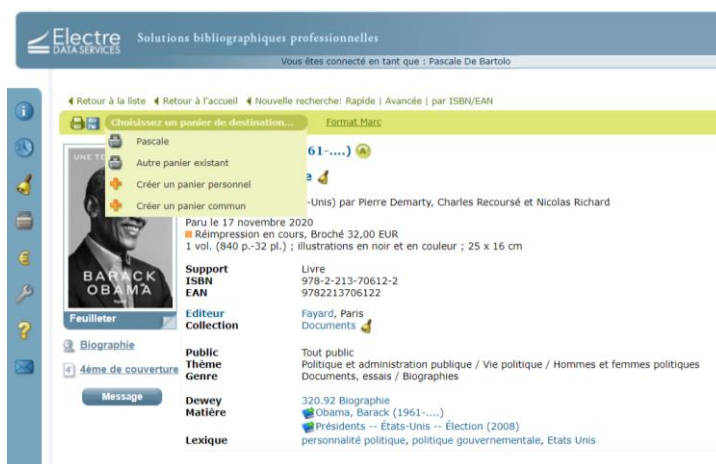 Electre
DATA SERVICES
Solutions bibliographiques professionnelles
Vous êtes connecté en tant que : Pascale De Bartolo
Retour à la liste Retour à l'accueil Nouvelle recherche: Rapide | Avancée | par ISBN/EAN
Choisissez un panier de destination... Format Marc
Pascale
Autre panier existant
Créer un panier personnel
Créer un panier commun
61-....)
e
-Unis) par Pierre Demarty, Charles Recoursé et Nicolas Richard
Paru le 17 novembre 2020
Réimpression en cours, Broché 32,00 EUR
1 vol. (840 p.-32 pl.) ; illustrations en noir et en couleur ; 25 x 16 cm
UNE TE
BARACK
OBAMA
Feuilleter
Biographie
4ème de couverture
Message
Support Livre
ISBN 978-2-213-70612-2
EAN 9782213706122
Editeur Fayard, Paris
Collection Documents
Public Tout public
Thème Politique et administration publique / Vie politique / Hommes et femmes politiques
Genre Documents, essais / Biographies
Dewey 320.92 Biographie
Matière Obama, Barack (1961-....)
Présidents -- États-Unis -- Élection (2008)
Lexique personnalité politique, politique gouvernementale, Etats Unis